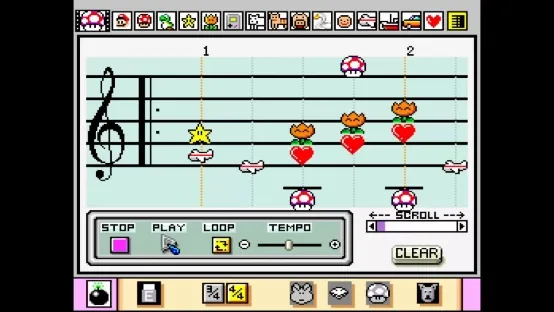 1 2
STOP PLAY LOOP TEMPO
<--- SCROLL --->
CLEAR
3/4 4/4